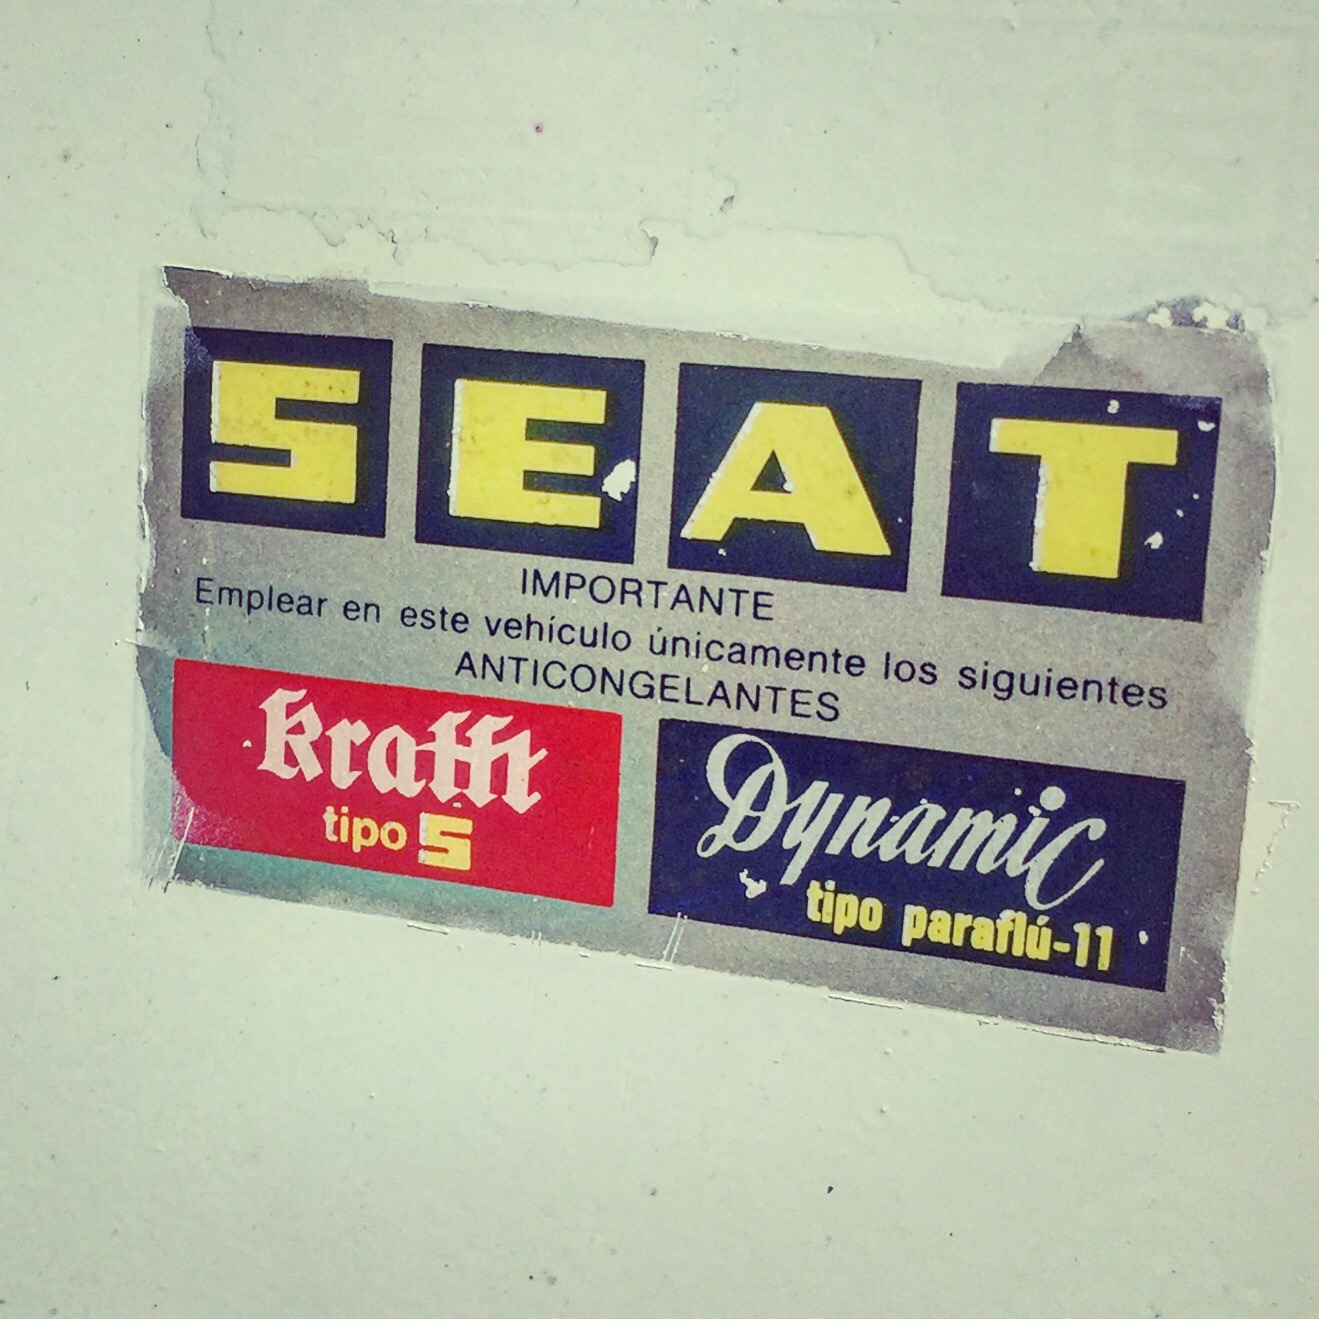 SEAT
IMPORTANTE
Emplear en este vehículo únicamente los siguientes
ANTICONGELANTES
krafft
tipo S
Dynamic
tipo paraflú-11